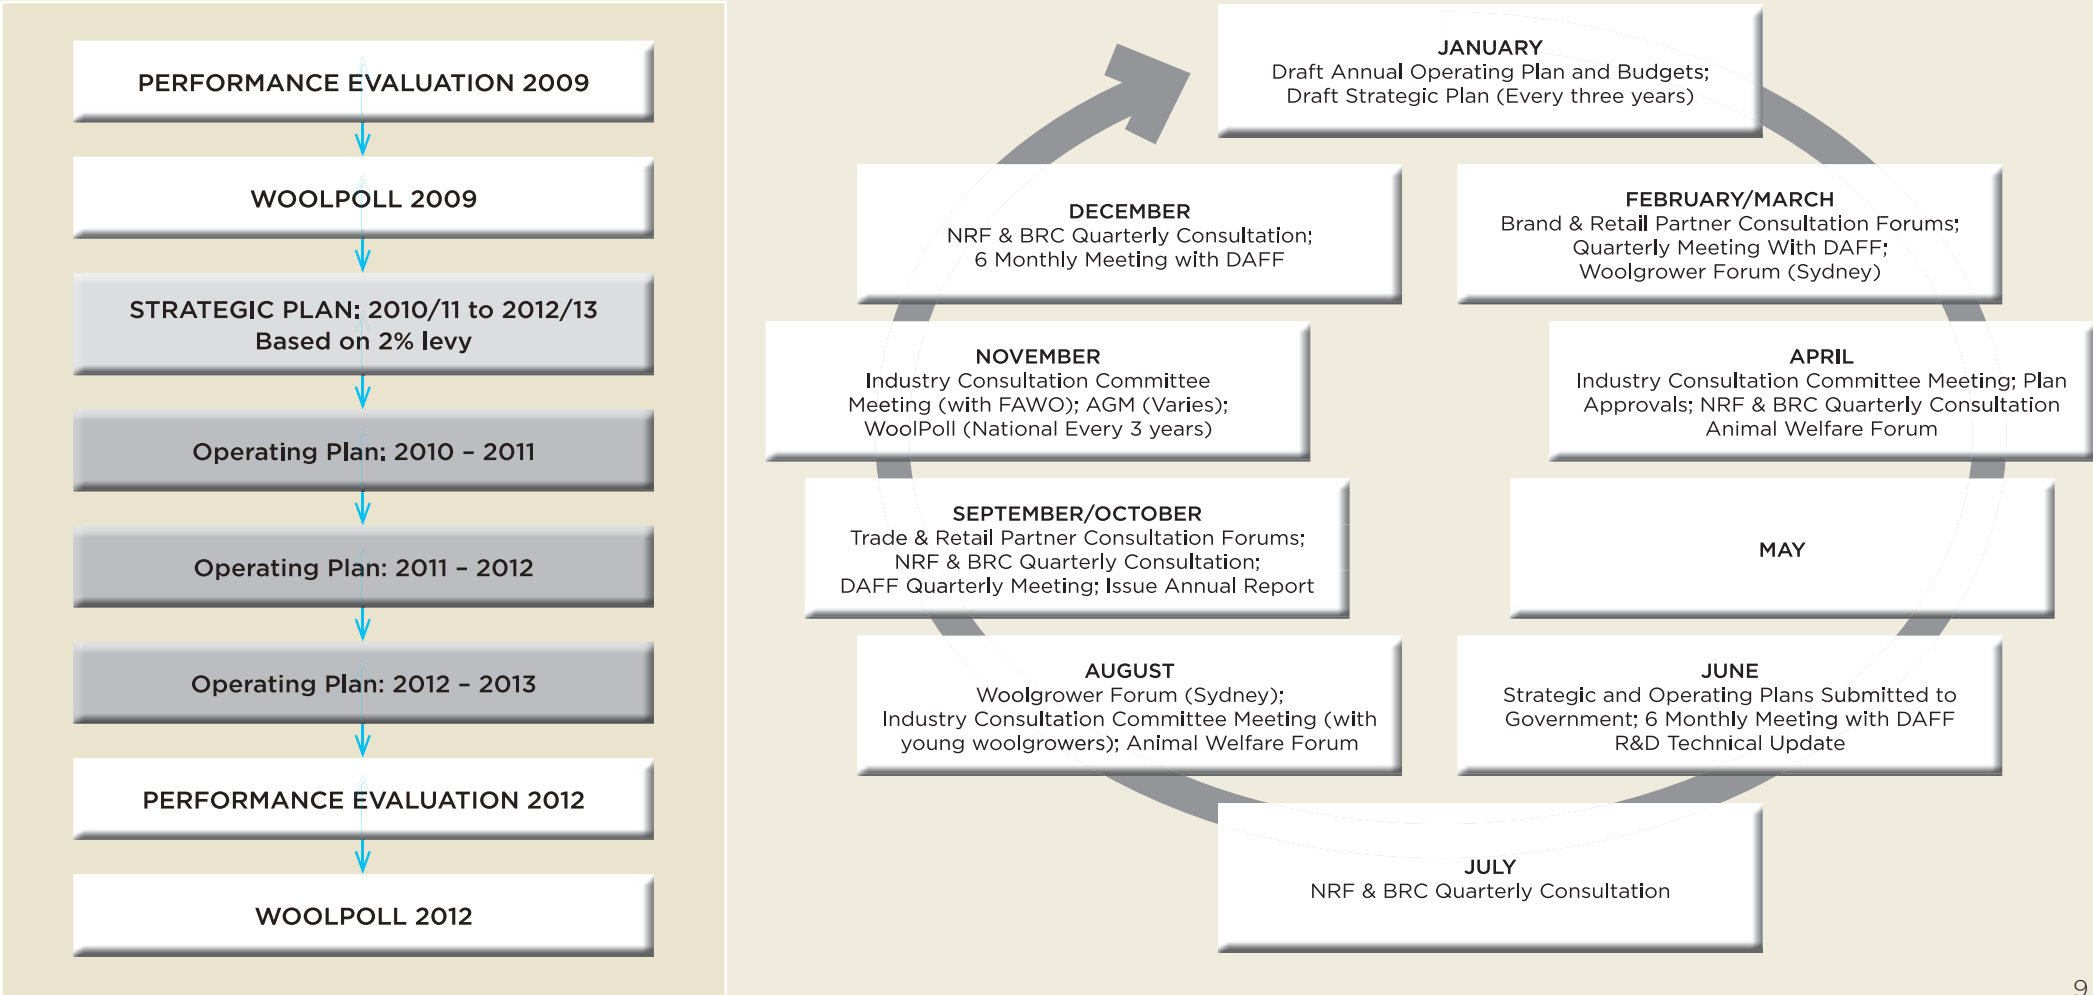 PERFORMANCE EVALUATION 2009
WOOLPOLL 2009
STRATEGIC PLAN: 2010/11 to 2012/13
Based on 2% levy
Operating Plan: 2010 – 2011
Operating Plan: 2011 – 2012
Operating Plan: 2012 – 2013
PERFORMANCE EVALUATION 2012
WOOLPOLL 2012
JANUARY
Draft Annual Operating Plan and Budgets;
Draft Strategic Plan (Every three years)
FEBRUARY/MARCH
Brand & Retail Partner Consultation Forums;
Quarterly Meeting With DAFF;
Woolgrower Forum (Sydney)
APRIL
Industry Consultation Committee Meeting; Plan
Approvals; NRF & BRC Quarterly Consultation
Animal Welfare Forum
MAY
JUNE
Strategic and Operating Plans Submitted to
Government; 6 Monthly Meeting with DAFF
R&D Technical Update
JULY
NRF & BRC Quarterly Consultation
AUGUST
Woolgrower Forum (Sydney);
Industry Consultation Committee Meeting (with
young woolgrowers); Animal Welfare Forum
SEPTEMBER/OCTOBER
Trade & Retail Partner Consultation Forums;
NRF & BRC Quarterly Consultation;
DAFF Quarterly Meeting; Issue Annual Report
NOVEMBER
Industry Consultation Committee
Meeting (with FAWO); AGM (Varies);
WoolPoll (National Every 3 years)
DECEMBER
NRF & BRC Quarterly Consultation;
6 Monthly Meeting with DAFF
9